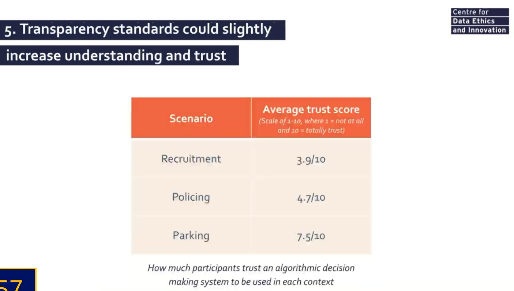 Centre for
Data Ethics
and Innovation
5. Transparency standards could slightly
increase understanding and trust
Scenario
Average trust score
(Scale of 1-10, where 1 = not at all
and 10 = totally trust)
Recruitment
3.9/10
Policing
4.7/10
Parking
7.5/10
How much participants trust an algorithmic decision
making system to be used in each context
57